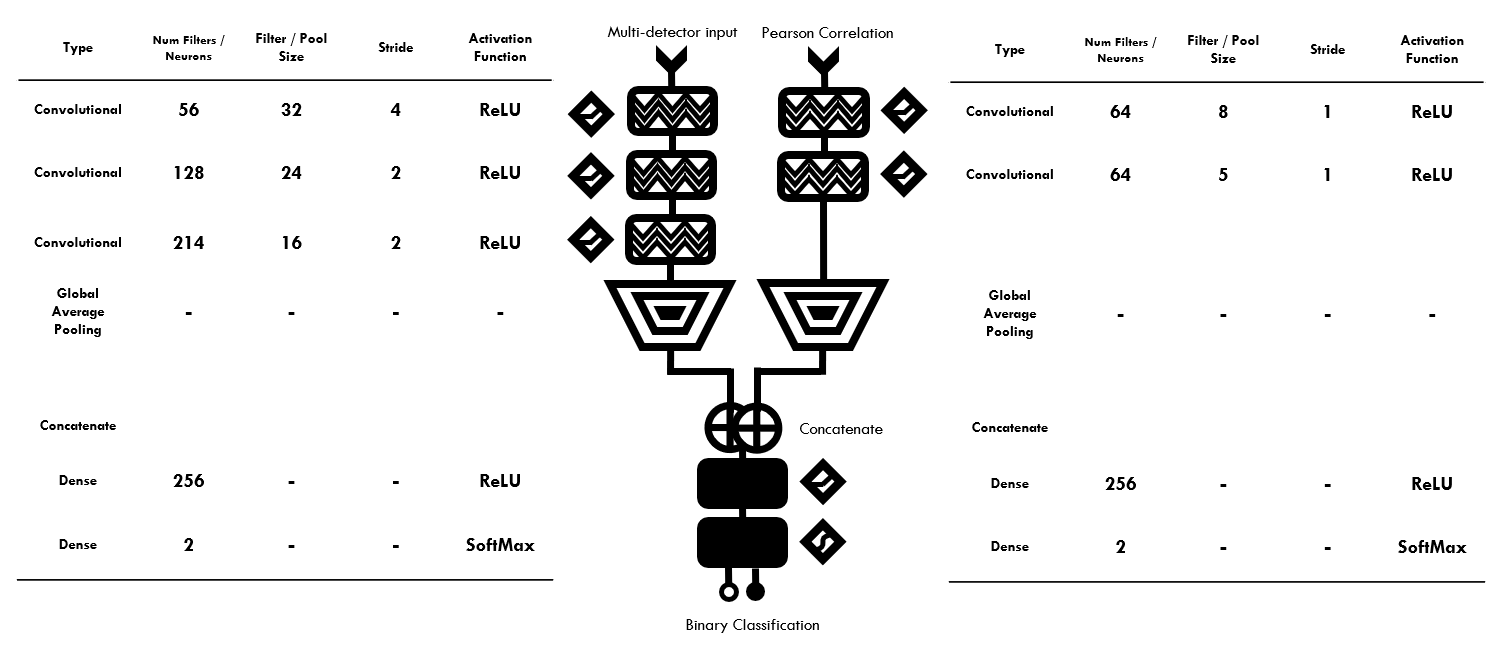 Type Num Filters / Neurons Filter / Pool Size Stride Activation Function
Convolutional 56 32 4 ReLU
Convolutional 128 24 2 ReLU
Convolutional 214 16 2 ReLU
Global Average Pooling - - - -
Concatenate
Dense 256 - - ReLU
Dense 2 - - SoftMax
Multi-detector input Pearson Correlation
Concatenate
Binary Classification
Type Num Filters / Neurons Filter / Pool Size Stride Activation Function
Convolutional 64 8 1 ReLU
Convolutional 64 5 1 ReLU
Global Average Pooling - - - -
Concatenate
Dense 256 - - ReLU
Dense 2 - - SoftMax